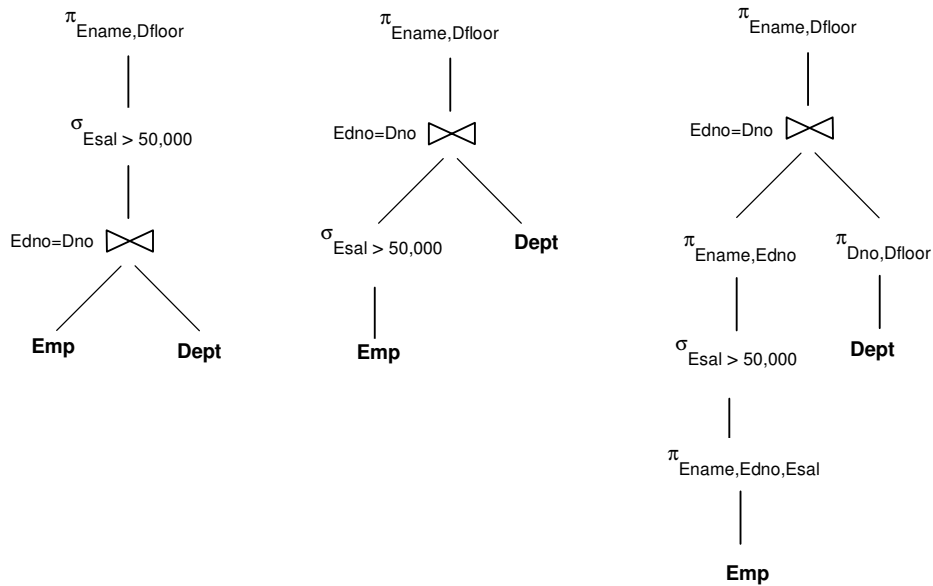 π Ename,Dfloor
σ Esal > 50,000
Edno=Dno
Emp
Dept
π Ename,Dfloor
Edno=Dno
σ Esal > 50,000
Dept
Emp
π Ename,Dfloor
Edno=Dno
π Ename,Edno
π Dno,Dfloor
σ Esal > 50,000
Dept
π Ename,Edno,Esal
Emp